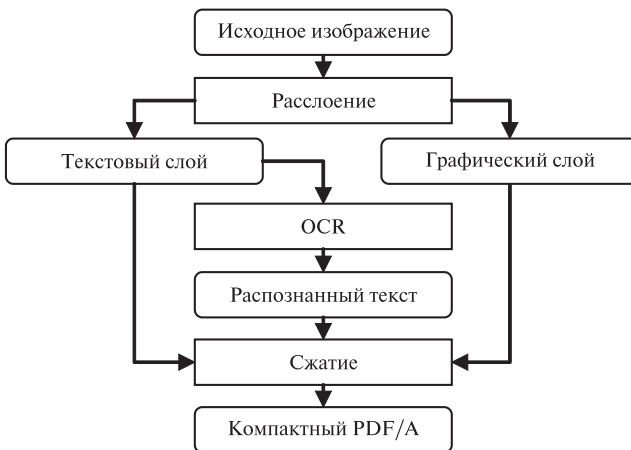 Исходное изображение
Расслоение
Текстовый слой
Графический слой
OCR
Распознанный текст
Сжатие
Компактный PDF/A